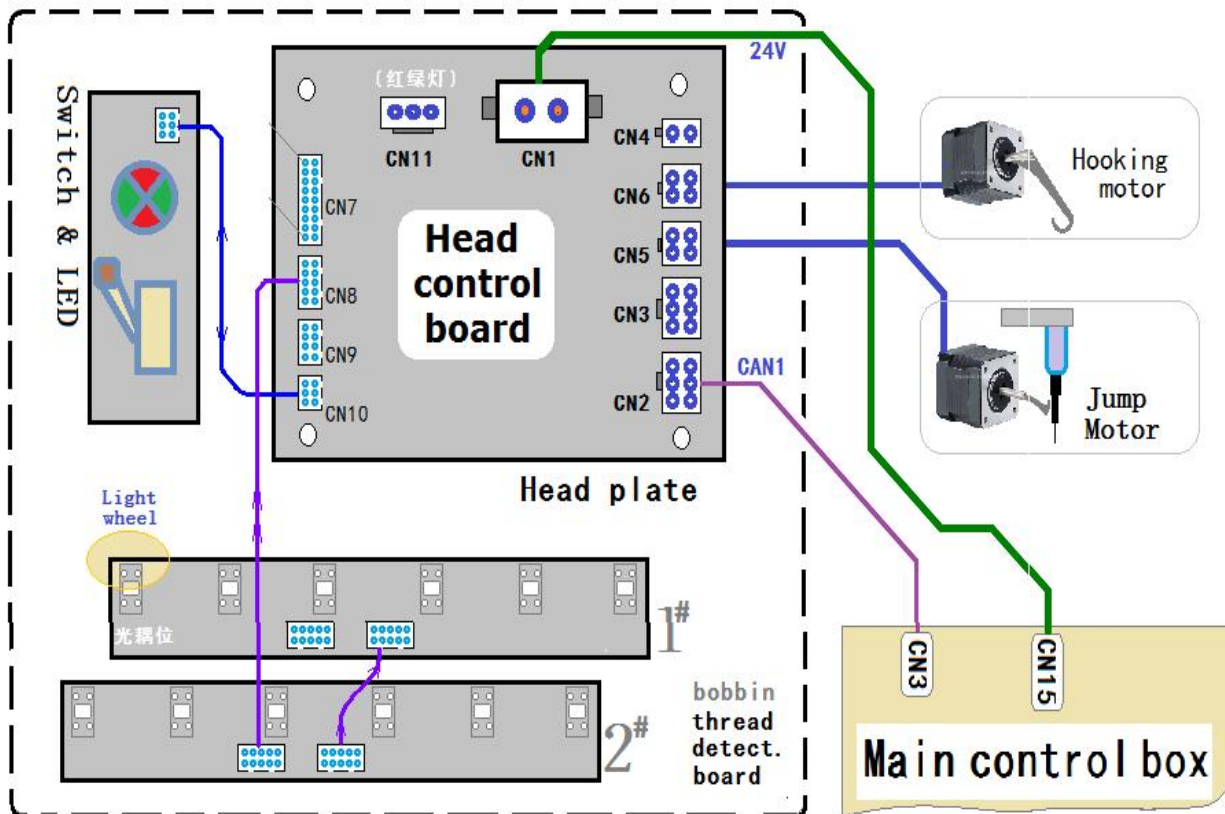 24V
(红绿灯)
CN11
CN1
CN4
CN6
CN5
CN3
CN2
CN7
CN8
CN9
CN10
Head
control
board
Switch & LED
Hooking
motor
CAN1
Jump
Motor
Head plate
Light
wheel
光耦位
1#
2#
bobbin
thread
detect.
board
CN3
CN15
Main control box